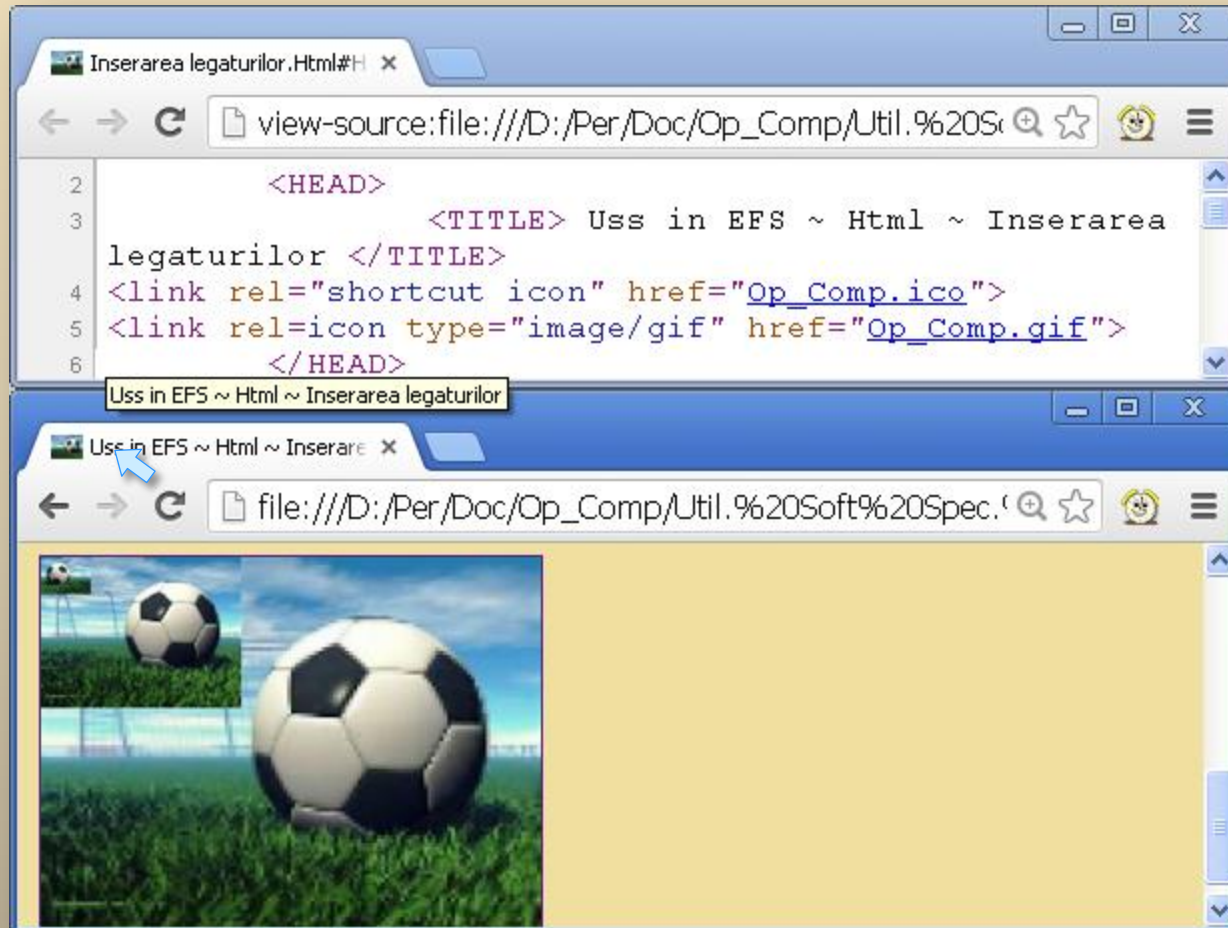 Inserarea legaturilor.Html#H
view-source:file:///D:/Per/Doc/Op_Comp/Util.%20S
2 <HEAD>
3 <TITLE> Uss in EFS ~ Html ~ Inserarea
legaturilor </TITLE>
4 <link rel="shortcut icon" href="Op_Comp.ico">
5 <link rel=icon type="image/gif" href="Op_Comp.gif">
6 </HEAD>
Uss in EFS ~ Html ~ Inserarea legaturilor
Uss in EFS ~ Html ~ Inserare
file:///D:/Per/Doc/Op_Comp/Util.%20Soft%20Spec.